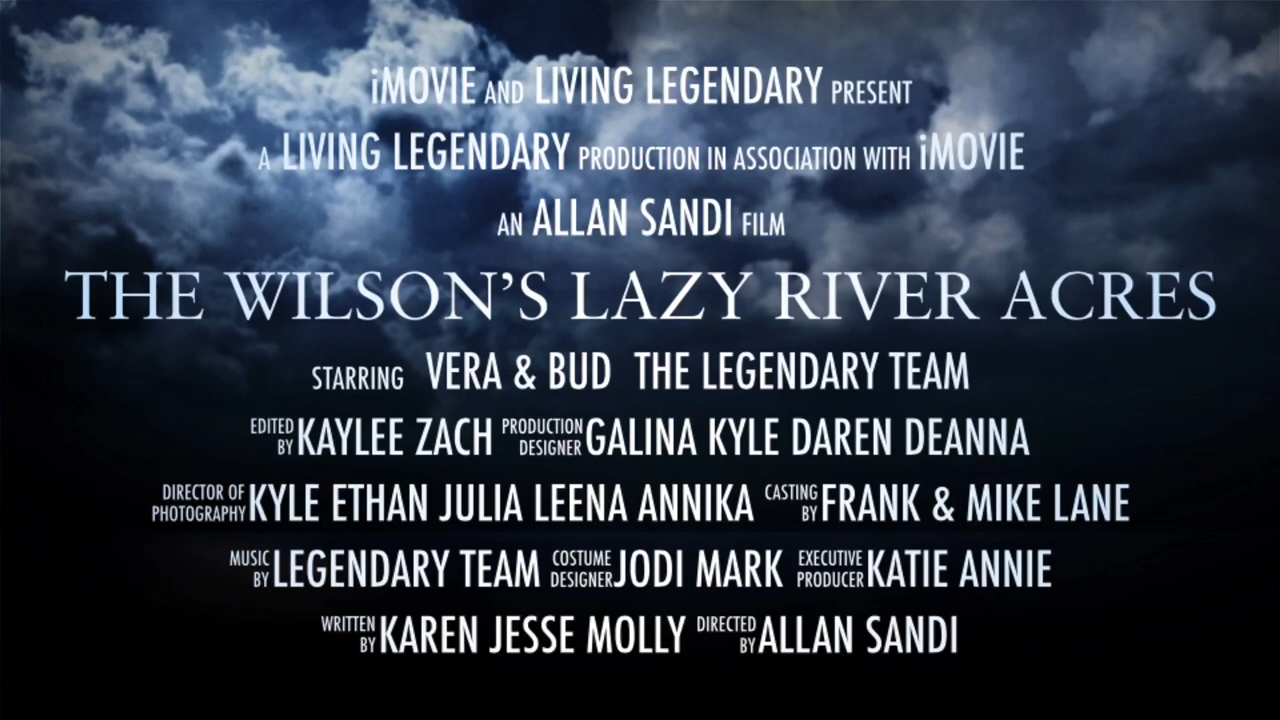 iMOVIE AND LIVING LEGENDARY PRESENT
A LIVING LEGENDARY PRODUCTION IN ASSOCIATION WITH iMOVIE
AN ALLAN SANDI FILM
THE WILSON'S LAZY RIVER ACRES
STARRING VERA & BUD THE LEGENDARY TEAM
EDITED BY KAYLEE ZACH PRODUCTION DESIGNER GALINA KYLE DAREN DEANNA
DIRECTOR OF PHOTOGRAPHY KYLE ETHAN JULIA LEENA ANNIKA CASTING BY FRANK & MIKE LANE
MUSIC BY LEGENDARY TEAM COSTUME DESIGNER JODI MARK EXECUTIVE PRODUCER KATIE ANNIE
WRITTEN BY KAREN JESSE MOLLY DIRECTED BY ALLAN SANDI